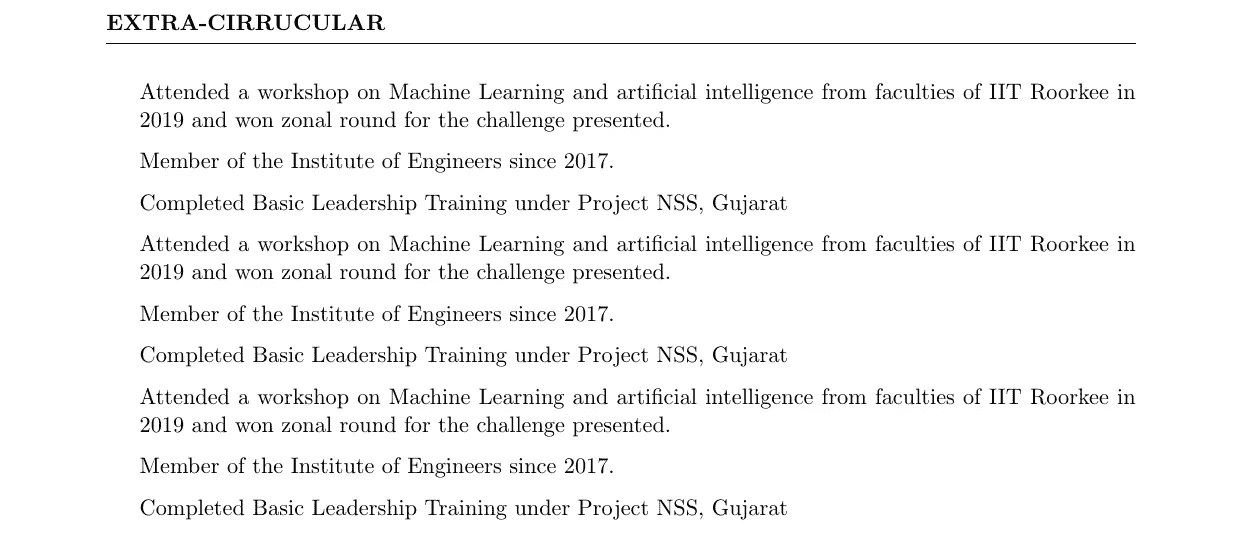 EXTRA-CIRRUCULAR
Attended a workshop on Machine Learning and artificial intelligence from faculties of IIT Roorkee in
2019 and won zonal round for the challenge presented.
Member of the Institute of Engineers since 2017.
Completed Basic Leadership Training under Project NSS, Gujarat
Attended a workshop on Machine Learning and artificial intelligence from faculties of IIT Roorkee in
2019 and won zonal round for the challenge presented.
Member of the Institute of Engineers since 2017.
Completed Basic Leadership Training under Project NSS, Gujarat
Attended a workshop on Machine Learning and artificial intelligence from faculties of IIT Roorkee in
2019 and won zonal round for the challenge presented.
Member of the Institute of Engineers since 2017.
Completed Basic Leadership Training under Project NSS, Gujarat